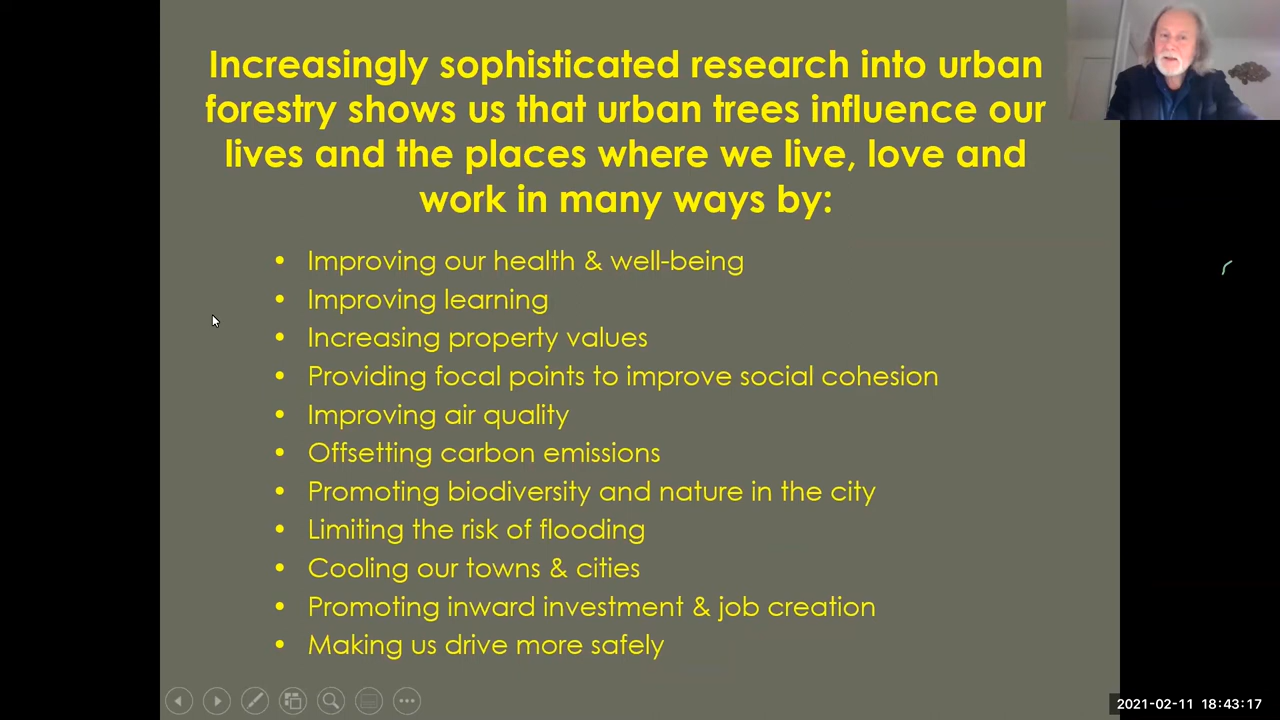 Increasingly sophisticated research into urban
forestry shows us that urban trees influence our
lives and the places where we live, love and
work in many ways by:
• Improving our health & well-being
• Improving learning
• Increasing property values
• Providing focal points to improve social cohesion
• Improving air quality
• Offsetting carbon emissions
• Promoting biodiversity and nature in the city
• Limiting the risk of flooding
• Cooling our towns & cities
• Promoting inward investment & job creation
• Making us drive more safely
2021-02-11 18:43:17